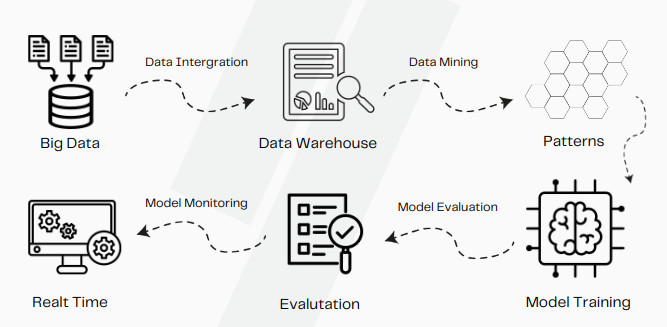 Data Intergration
Data Mining
Big Data
Data Warehouse
Patterns
Model Monitoring
Model Evaluation
Realt Time
Evalutation
Model Training